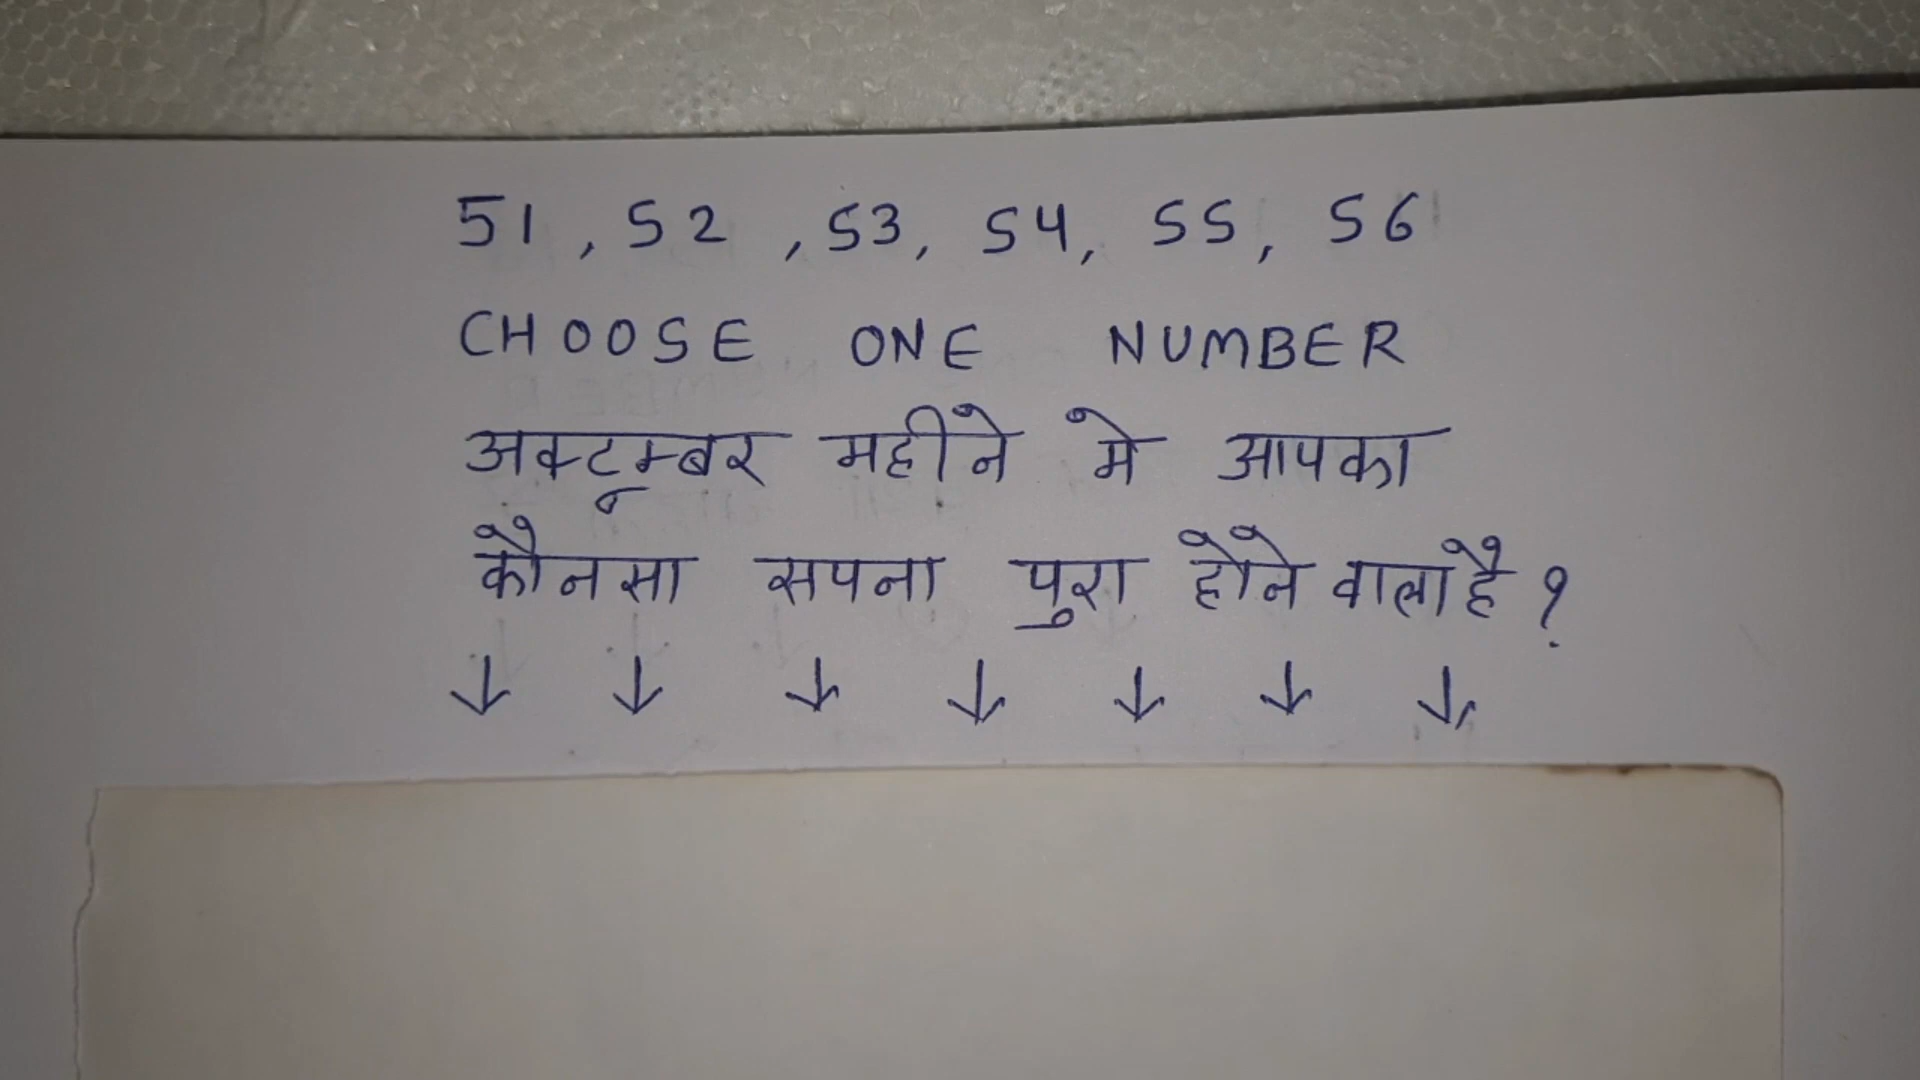 51, 52, 53, 54, 55, 56
CHOOSE ONE NUMBER
अक्टूम्बर महीने मे आपका
कौनसा सपना पुरा होने वाला है?
↓ ↓ ↓ ↓ ↓ ↓ ↓